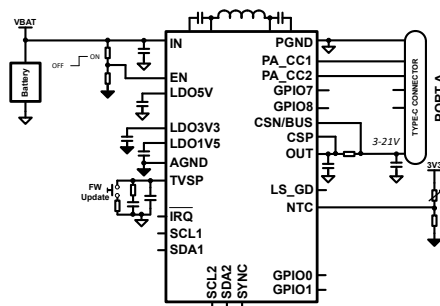 VBAT
Battery
OFF
ON
IN
EN
LDO5V
LDO3V3
LDO1V5
AGND
TVSP
FW
Update
IRQ
SCL1
SDA1
SCL2
SDA2
SYNC
PGND
PA_CC1
PA_CC2
GPIO7
GPIO8
CSN/BUS
CSP
OUT
3-21V
LS_GD
NTC
GPIO0
GPIO1
TYPE-C CONNECTOR
PORT A
3V3